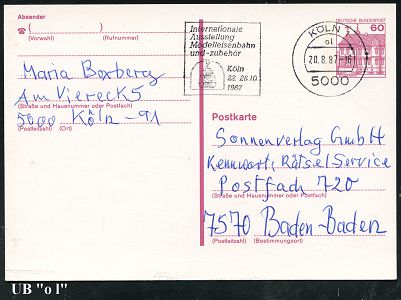 Absender
☎ ( )
(Vorwahl) (Rufnummer)
Maria Boxberg
Am Viereck 5
(Straße und Hausnummer oder Postfach)
5000 Köln-91
(Postleitzahl) (Ort)
Internationale
Ausstellung
Modelleisenbahn
und -zubehör
Köln
22.-26.10.
1987
KÖLN 1
ol
20.8.87-16
5000
DEUTSCHE BUNDESPOST
60
Postkarte
Sonnenverlag GmbH
Kennwort: Rätsel Service
Postfach 720
(Straße und Hausnummer oder Postfach)
7570 Baden-Baden
(Postleitzahl) (Bestimmungsort)
UB "o l"